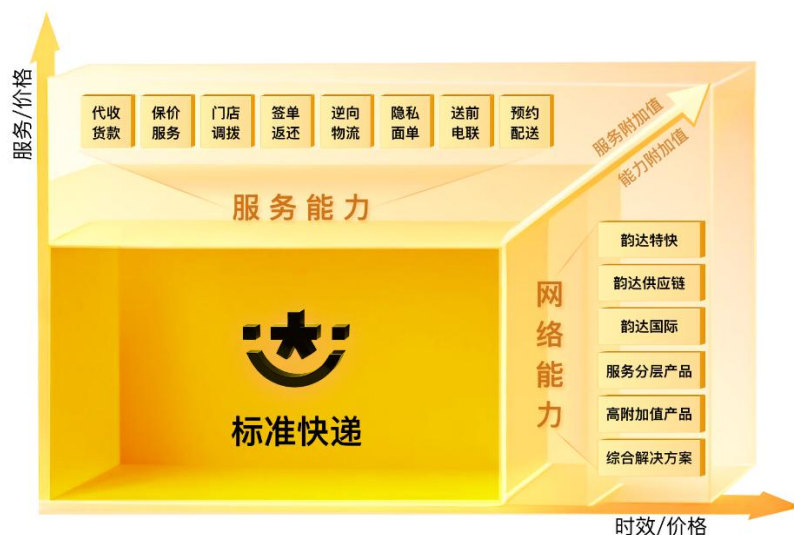 服务/价格
代收
货款
保价
服务
门店
调拨
签单
返还
逆向
物流
隐私
面单
送前
电联
预约
配送
服务附加值
能力附加值
服务能力
网络能力
韵达特快
韵达供应链
韵达国际
服务分层产品
高附加值产品
综合解决方案
标准快递
时效/价格